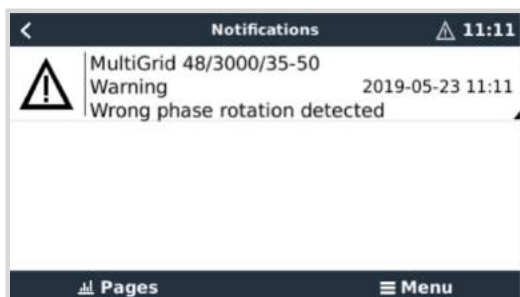 Notifications 11:11
MultiGrid 48/3000/35-50
Warning 2019-05-23 11:11
Wrong phase rotation detected
Pages Menu